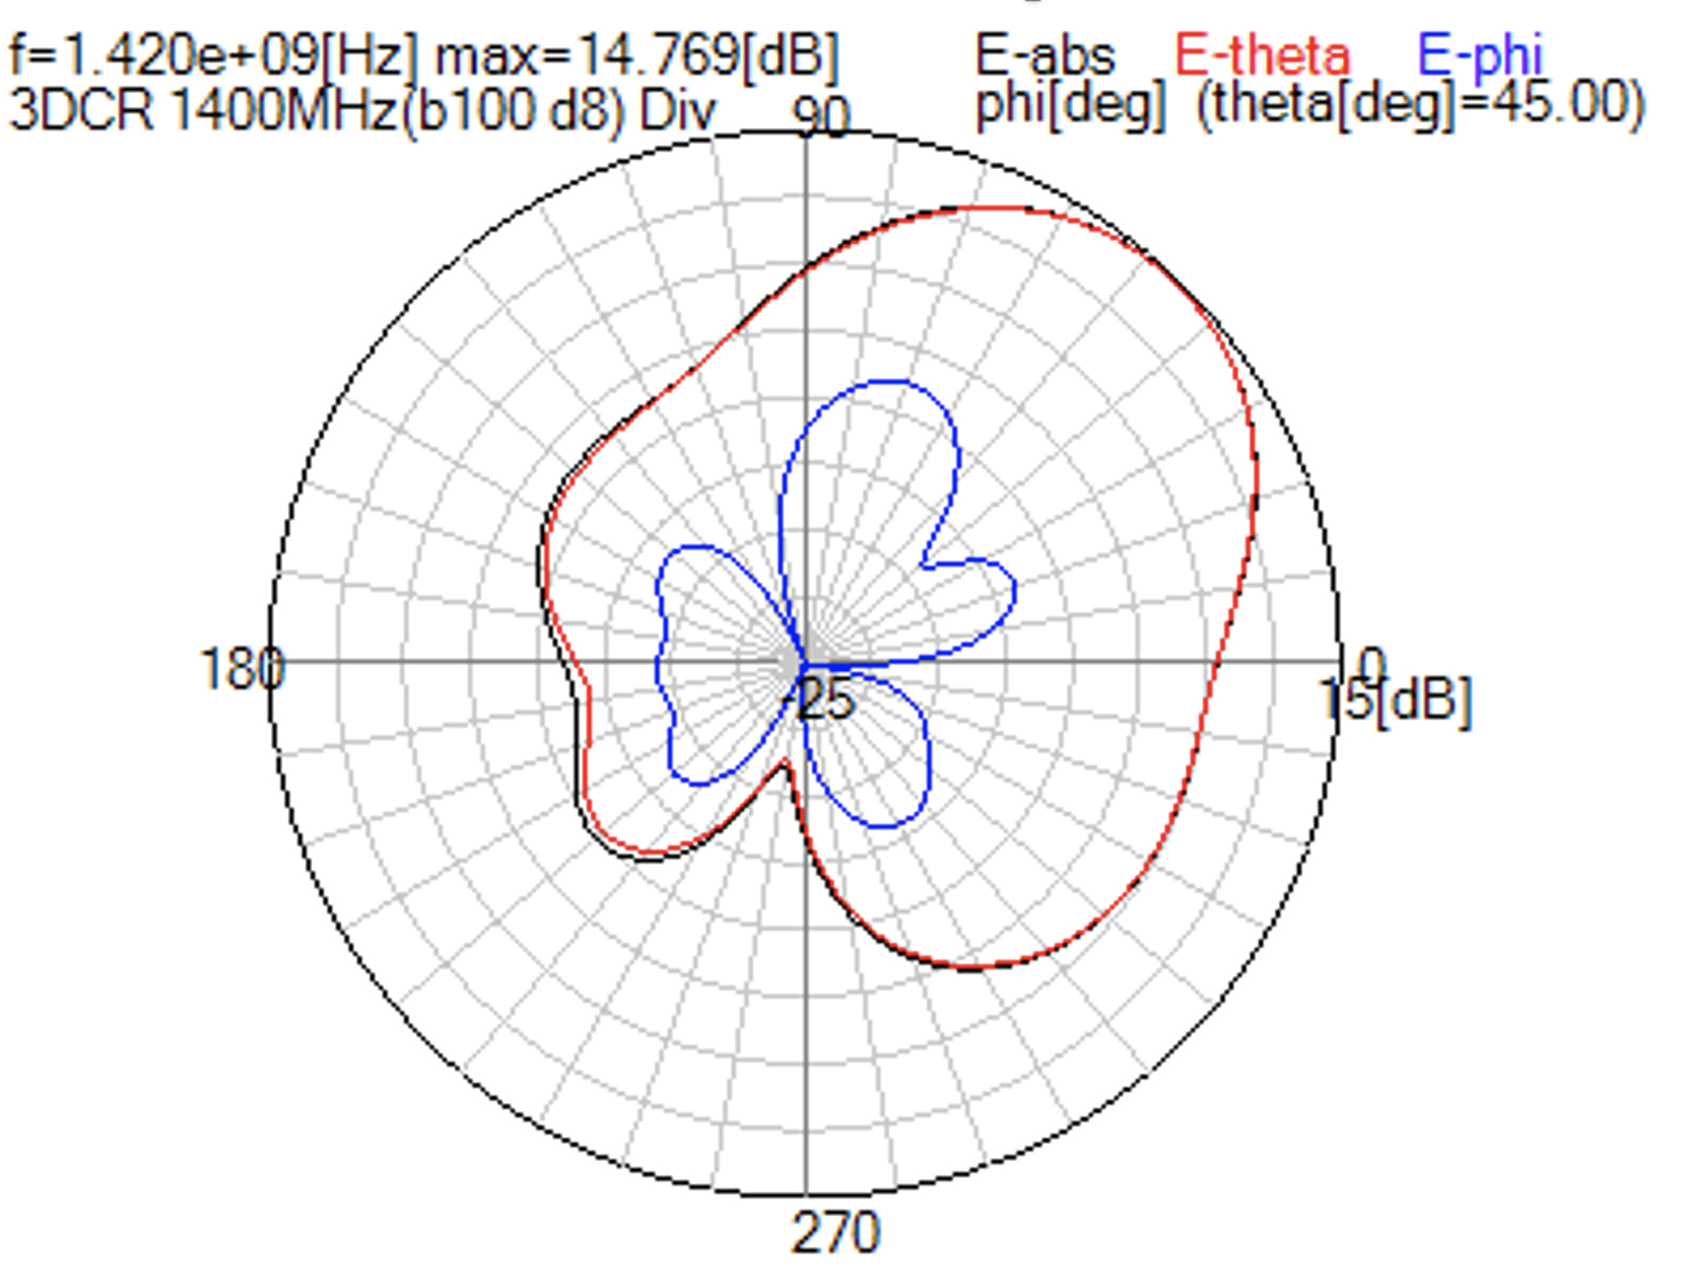 f=1.420e+09[Hz] max=14.769[dB] E-abs E-theta E-phi
3DCR 1400MHz(b100 d8) Div phi[deg] (theta[deg]=45.00)
90
180 0
-25 15[dB]
270